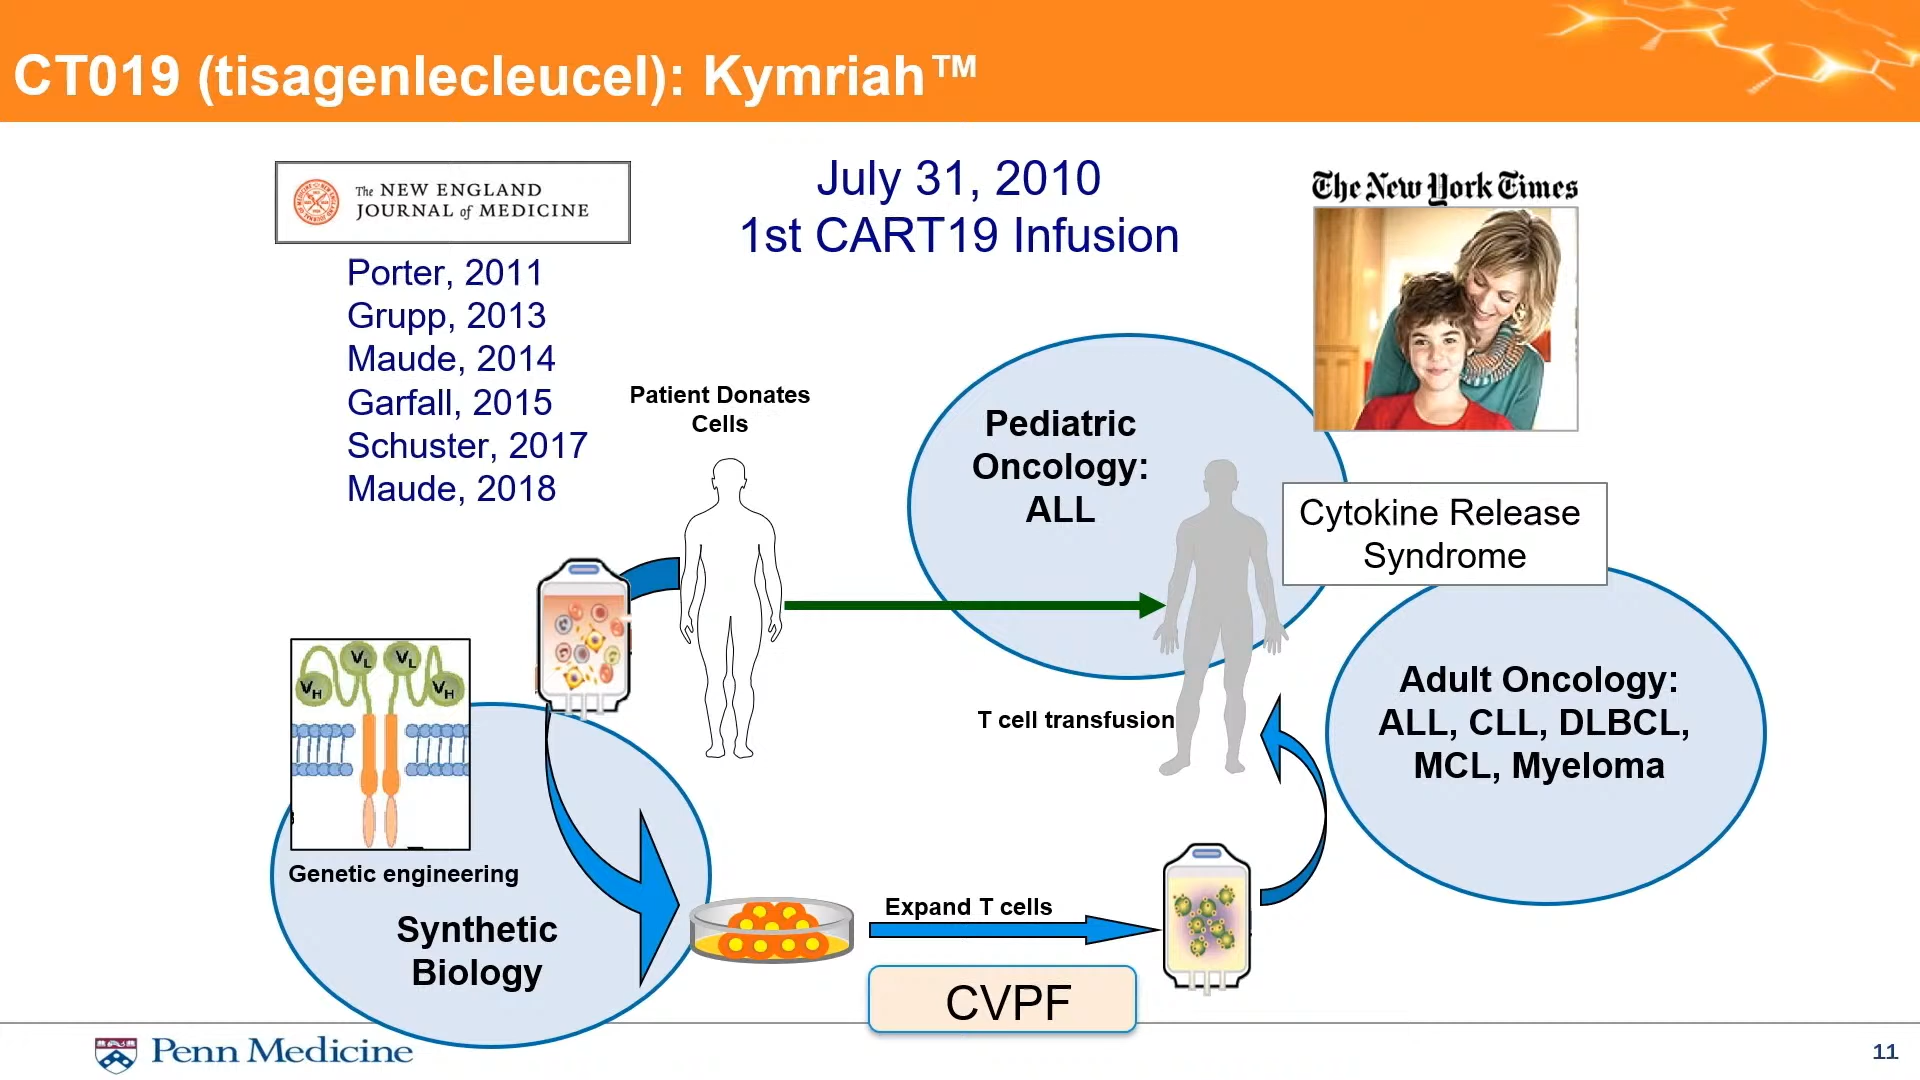 CT019 (tisagenlecleucel): Kymriah™
The NEW ENGLAND
JOURNAL of MEDICINE
Porter, 2011
Grupp, 2013
Maude, 2014
Garfall, 2015
Schuster, 2017
Maude, 2018
July 31, 2010
1st CART19 Infusion
The New York Times
Patient Donates
Cells
Pediatric
Oncology:
ALL
Cytokine Release
Syndrome
Adult Oncology:
ALL, CLL, DLBCL,
MCL, Myeloma
T cell transfusion
VL VL
VH VH
Genetic engineering
Synthetic
Biology
Expand T cells
CVPF
Penn Medicine
11